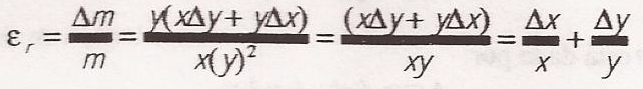 ε_r = Δm/m = y(xΔy + yΔx)/x(y)² = (xΔy + yΔx)/xy = Δx/x + Δy/y